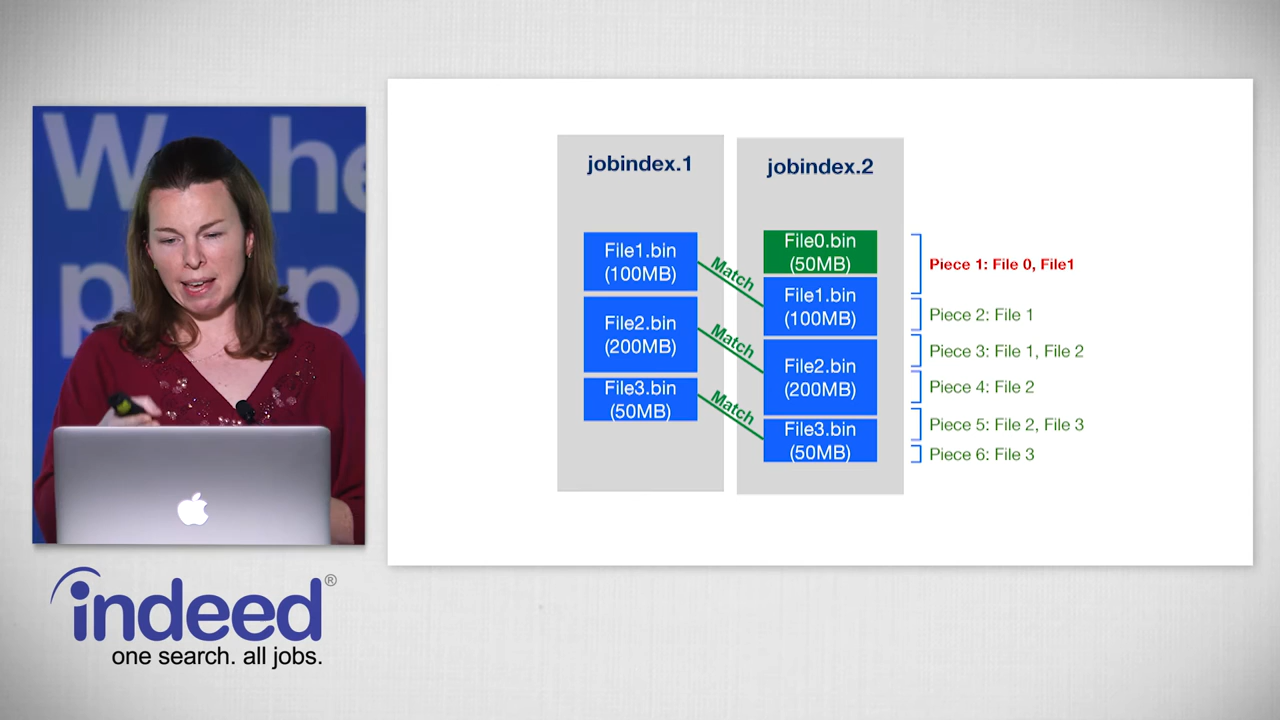 We he
p p
jobindex.1
File1.bin
(100MB)
File2.bin
(200MB)
File3.bin
(50MB)
Match
Match
Match
jobindex.2
File0.bin
(50MB)
File1.bin
(100MB)
File2.bin
(200MB)
File3.bin
(50MB)
Piece 1: File 0, File1
Piece 2: File 1
Piece 3: File 1, File 2
Piece 4: File 2
Piece 5: File 2, File 3
Piece 6: File 3
indeed®
one search. all jobs.